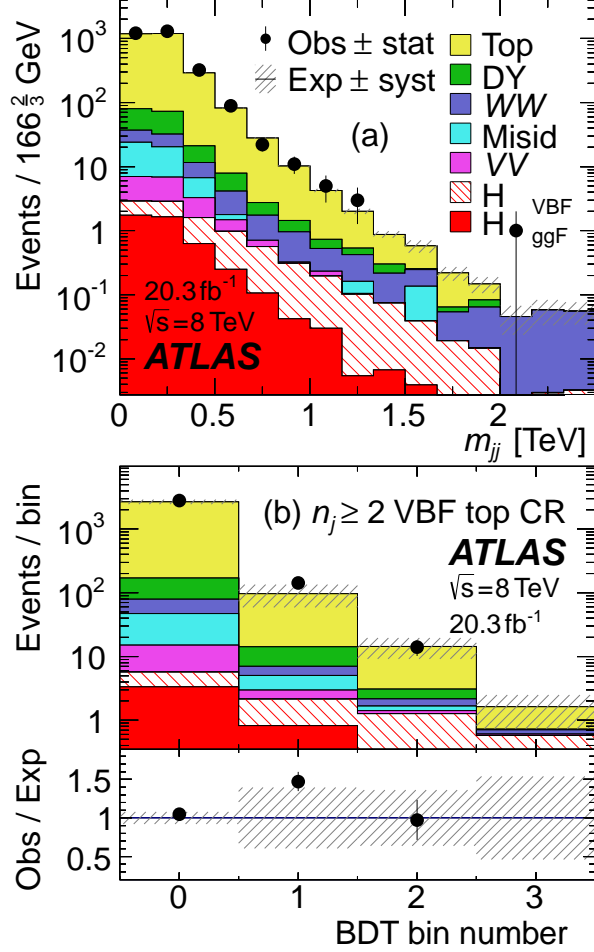 Events / 166 2/3 GeV
10³
10²
10
1
10⁻¹
10⁻²
Obs ± stat
Exp ± syst
(a)
Top
DY
WW
Misid
VV
H VBF
H ggF
20.3 fb⁻¹
√s = 8 TeV
ATLAS
0 0.5 1 1.5 2
m_jj [TeV]
Events / bin
10³
10²
10
1
(b) n_j ≥ 2 VBF top CR
ATLAS
√s = 8 TeV
20.3 fb⁻¹
Obs / Exp
1.5
1
0.5
0 1 2 3
BDT bin number